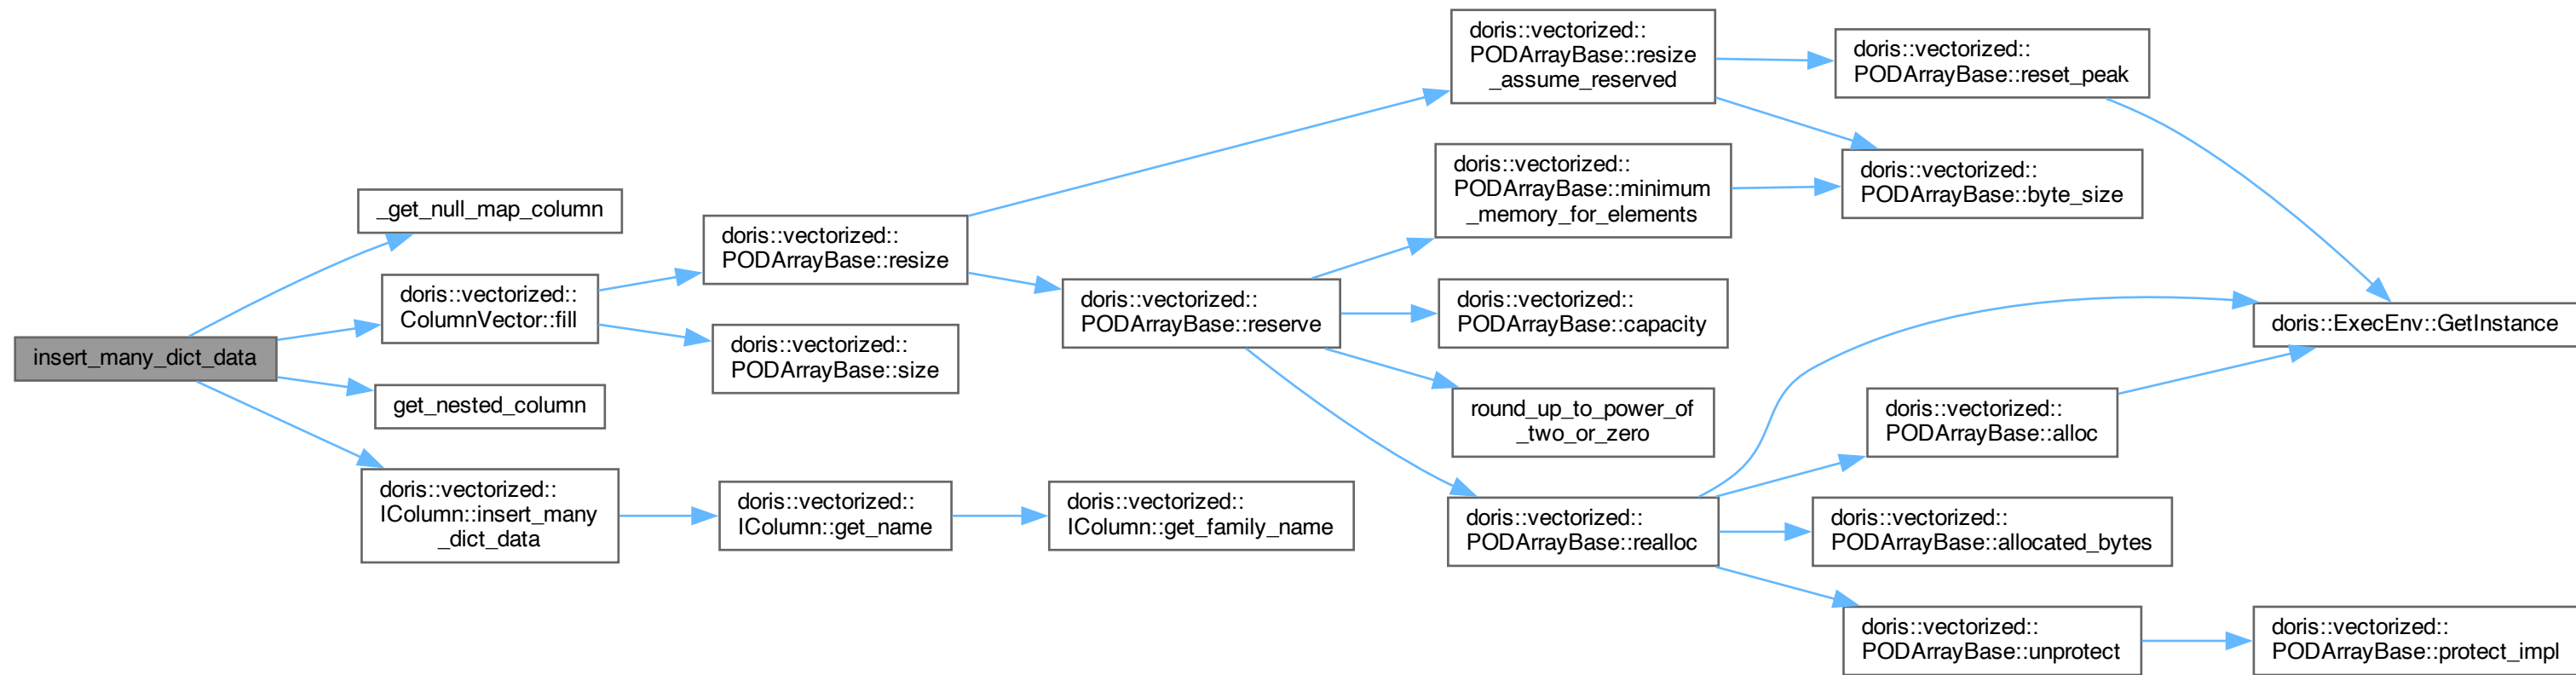 insert_many_dict_data
_get_null_map_column
doris::vectorized::
ColumnVector::fill
get_nested_column
doris::vectorized::
IColumn::insert_many
_dict_data
doris::vectorized::
PODArrayBase::resize
doris::vectorized::
PODArrayBase::size
doris::vectorized::
IColumn::get_name
doris::vectorized::
PODArrayBase::reserve
doris::vectorized::
IColumn::get_family_name
doris::vectorized::
PODArrayBase::resize
_assume_reserved
doris::vectorized::
PODArrayBase::minimum
_memory_for_elements
doris::vectorized::
PODArrayBase::capacity
round_up_to_power_of
_two_or_zero
doris::vectorized::
PODArrayBase::realloc
doris::vectorized::
PODArrayBase::reset_peak
doris::vectorized::
PODArrayBase::byte_size
doris::vectorized::
PODArrayBase::alloc
doris::vectorized::
PODArrayBase::allocated_bytes
doris::vectorized::
PODArrayBase::unprotect
doris::ExecEnv::GetInstance
doris::vectorized::
PODArrayBase::protect_impl